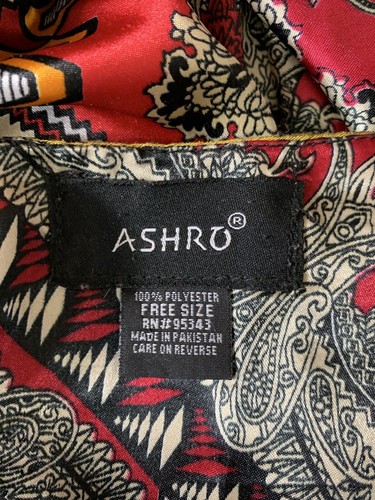 ASHRO®
100% POLYESTER
FREE SIZE
RN# 95343
MADE IN PAKISTAN
CARE ON REVERSE